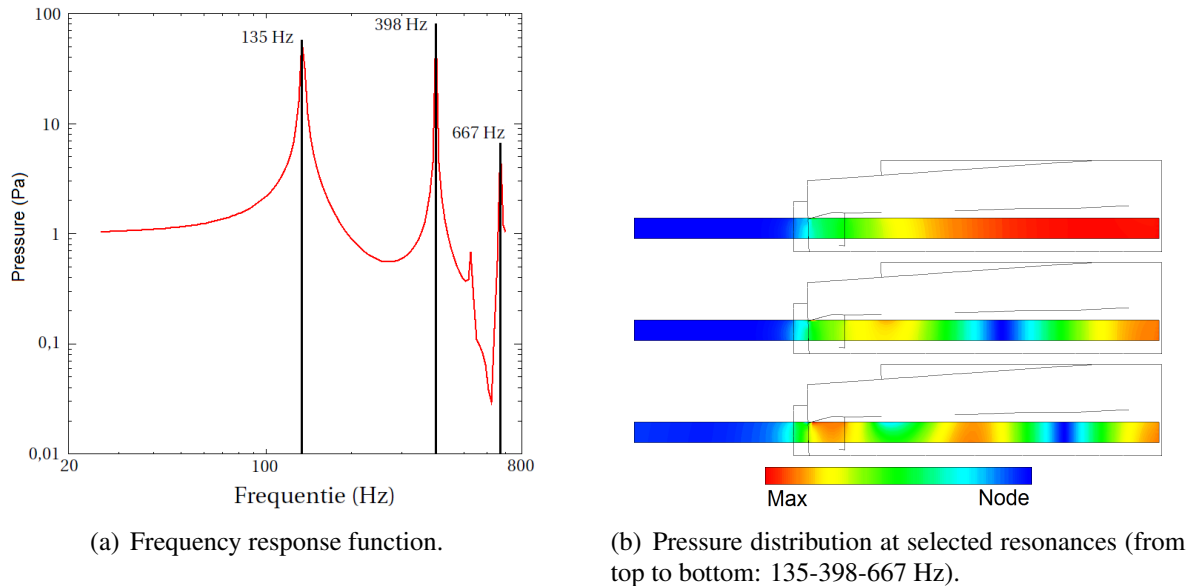 100
10
1
0.1
0,01
20
100
800
Pressure (Pa)
Frequentie (Hz)
135 Hz
398 Hz
667 Hz
Max
Node
(a) Frequency response function.
(b) Pressure distribution at selected resonances (from
top to bottom: 135-398-667 Hz).